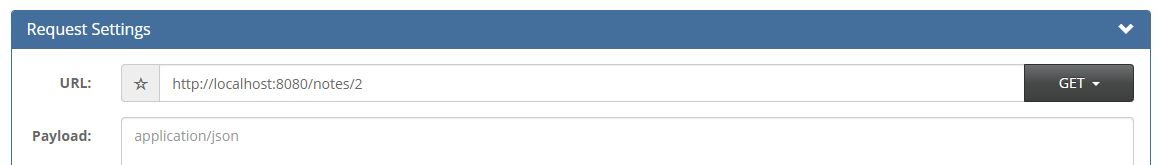 Request Settings
URL: http://localhost:8080/notes/2 GET
Payload: application/json